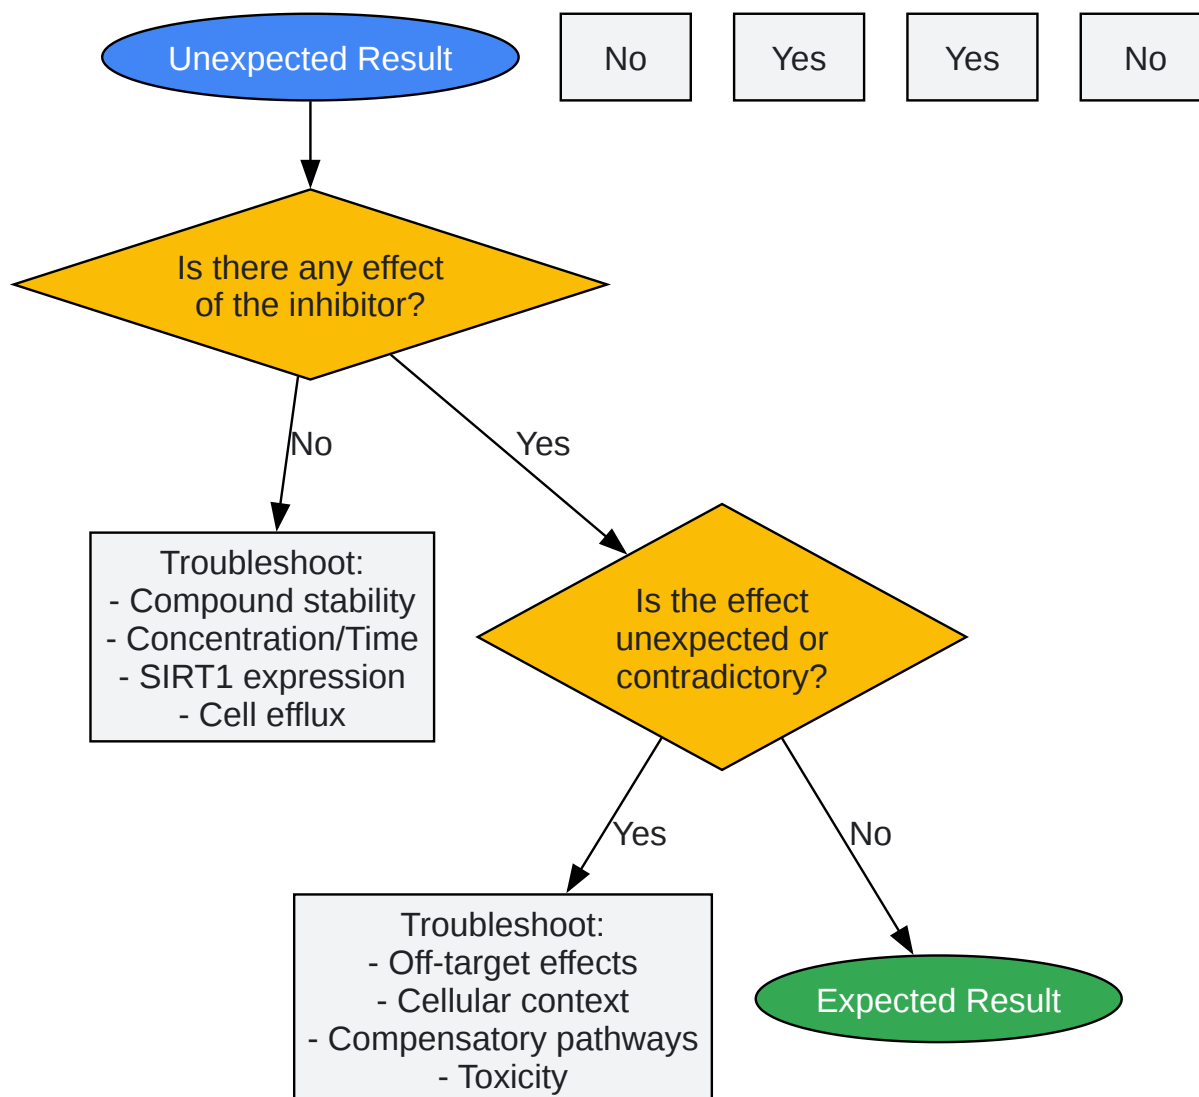 Unexpected Result
No
Yes
Yes
No
Is there any effect
of the inhibitor?
No
Yes
Troubleshoot:
- Compound stability
- Concentration/Time
- SIRT1 expression
- Cell efflux
Is the effect
unexpected or
contradictory?
Yes
No
Troubleshoot:
- Off-target effects
- Cellular context
- Compensatory pathways
- Toxicity
Expected Result